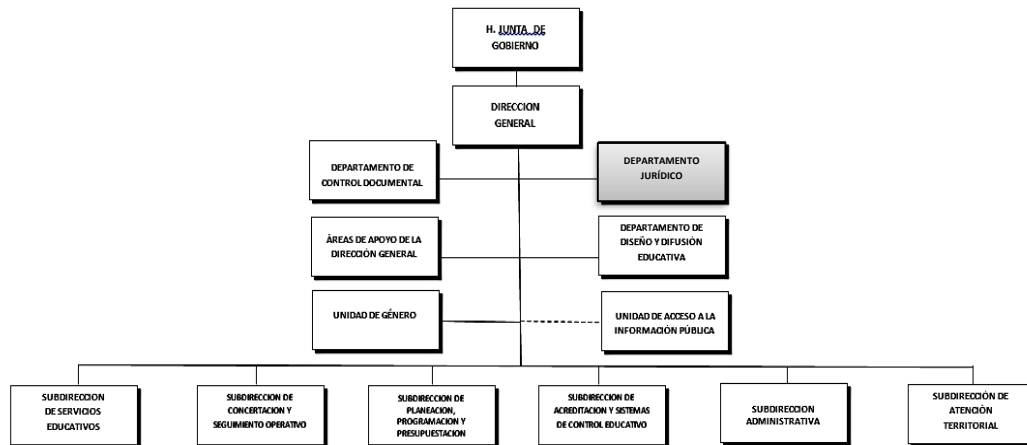 H. JUNTA DE
GOBIERNO
DIRECCION
GENERAL
DEPARTAMENTO DE
CONTROL DOCUMENTAL
DEPARTAMENTO
JURÍDICO
ÁREAS DE APOYO DE LA
DIRECCIÓN GENERAL
DEPARTAMENTO DE
DISEÑO Y DIFUSIÓN
EDUCATIVA
UNIDAD DE GÉNERO
UNIDAD DE ACCESO A LA
INFORMACIÓN PÚBLICA
SUBDIRECCION
DE SERVICIOS
EDUCATIVOS
SUBDIRECCION DE
CONCERTACION Y
SEGUIMIENTO OPERATIVO
SUBDIRECCION DE
PLANEACION,
PROGRAMACION Y
PRESUPUESTACION
SUBDIRECCION DE
ACREDITACION Y SISTEMAS
DE CONTROL EDUCATIVO
SUBDIRECCION
ADMINISTRATIVA
SUBDIRECCIÓN DE
ATENCIÓN
TERRITORIAL